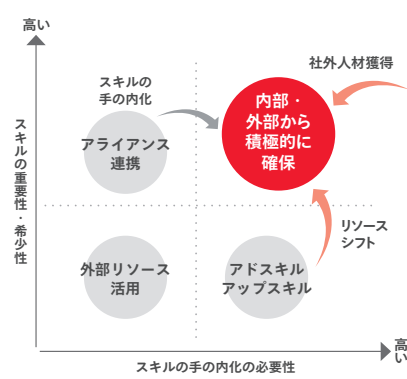 高い
スキルの
手の内化
社外人材獲得
アライアンス
連携
内部・
外部から
積極的に
確保
スキルの重要性・希少性
リソース
シフト
外部リソース
活用
アドスキル
アップスキル
高い
スキルの手の内化の必要性